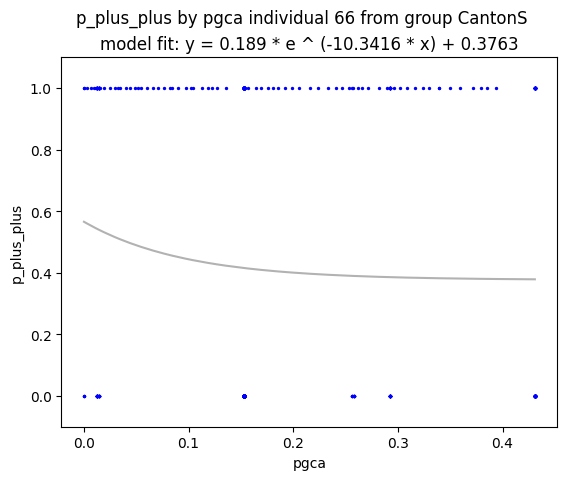 p_plus_plus by pgca individual 66 from group CantonS
model fit: y = 0.189 * e ^ (-10.3416 * x) + 0.3763
1.0
0.8
0.6
0.4
0.2
0.0
p_plus_plus
0.0 0.1 0.2 0.3 0.4
pgca